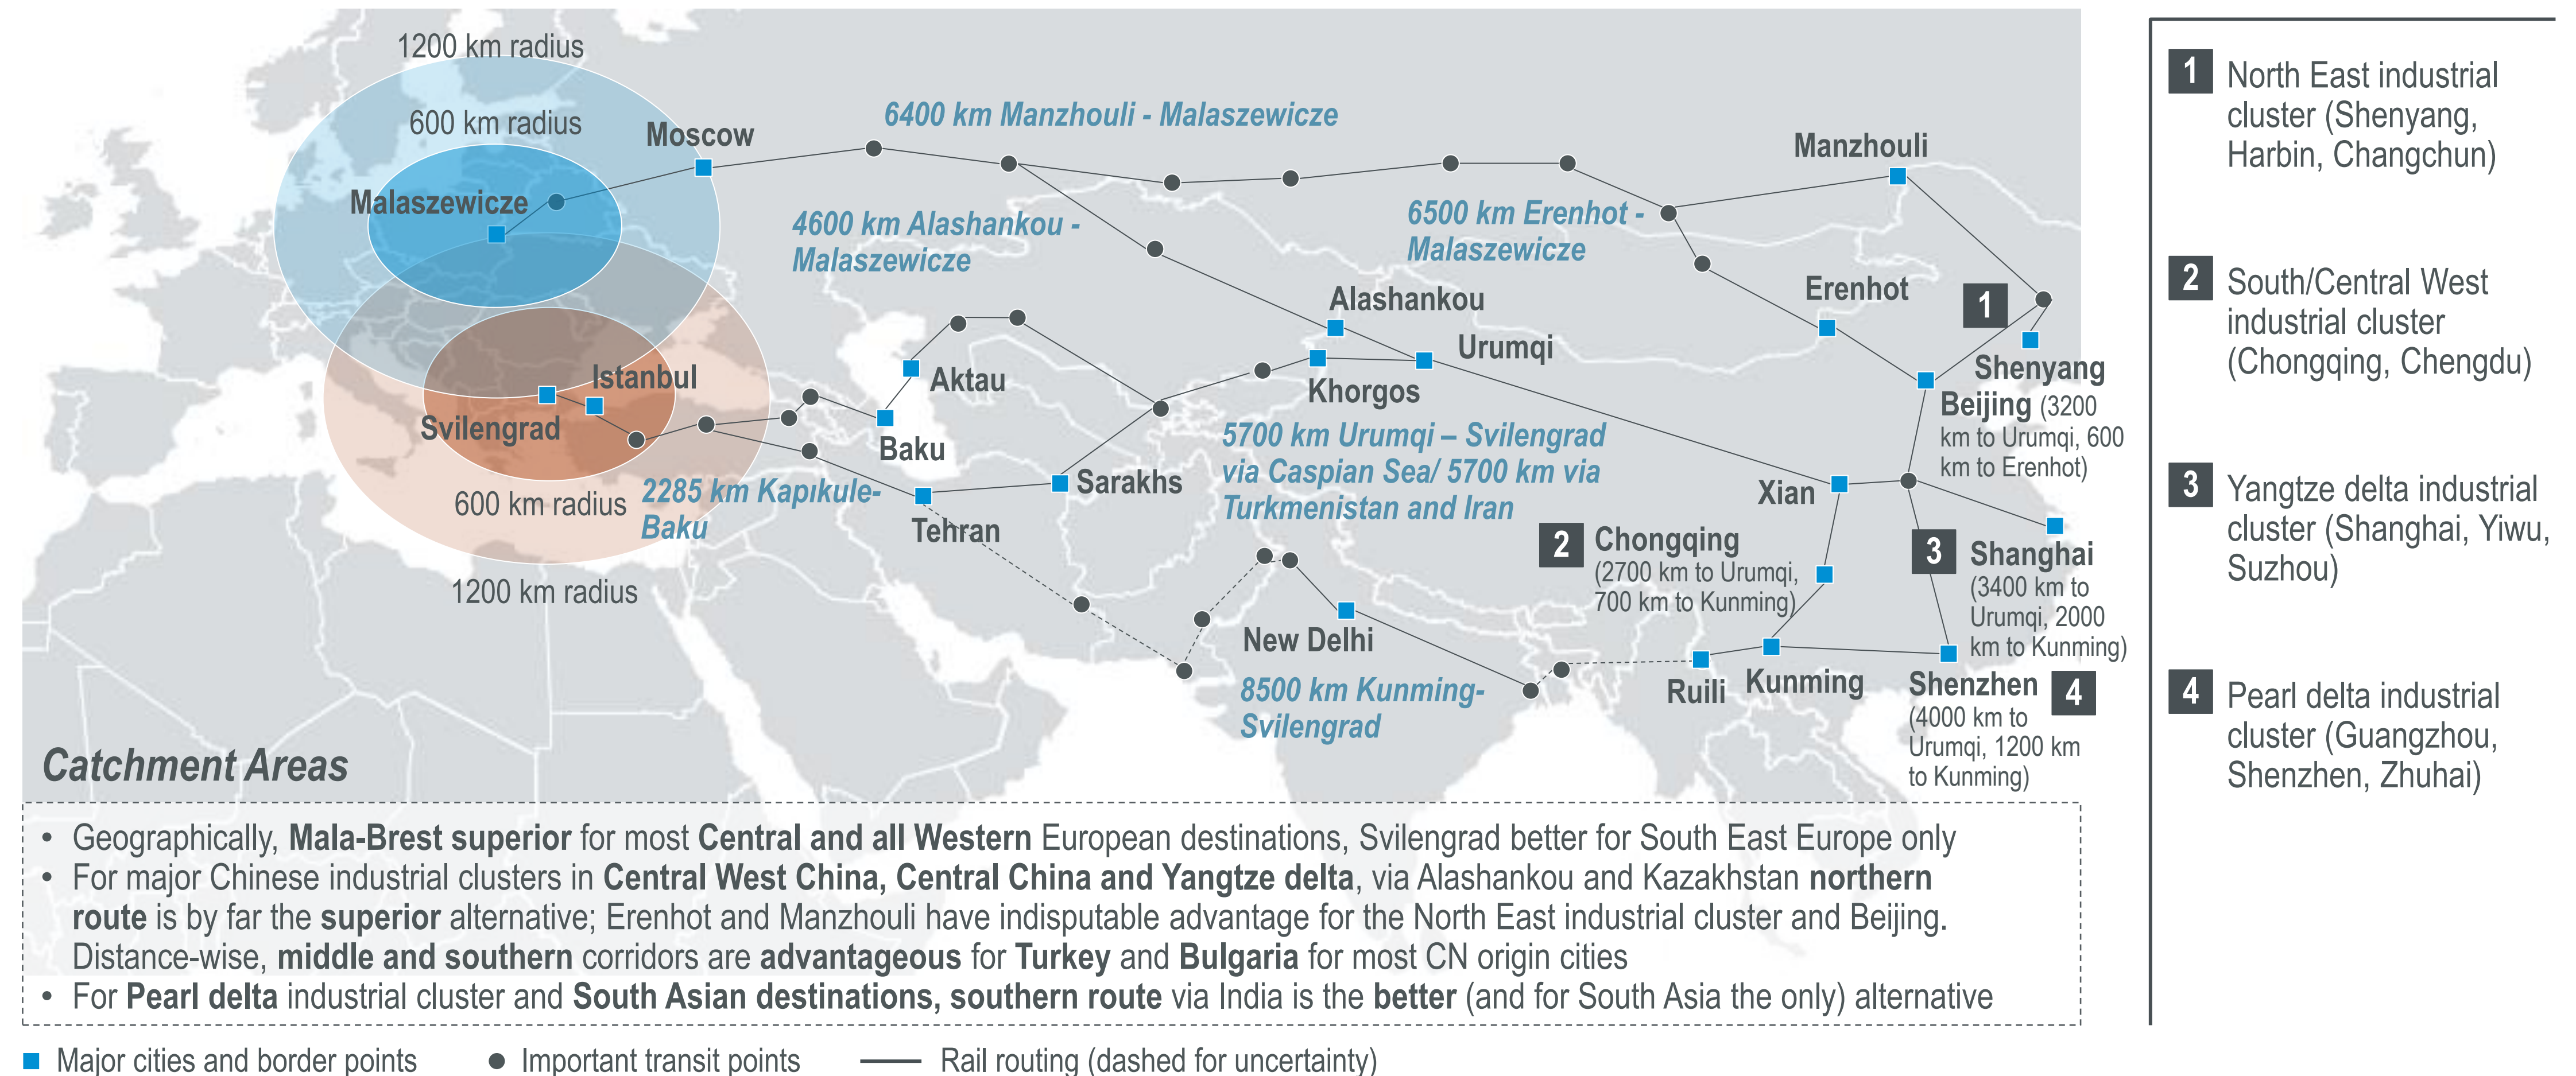 1200 km radius
600 km radius
Moscow
Malaszewicze
6400 km Manzhouli - Malaszewicze
Manzhouli
4600 km Alashankou -
Malaszewicze
6500 km Erenhot -
Malaszewicze
Alashankou
Erenhot
1
Urumqi
Shenyang
Istanbul
Aktau
Khorgos
Svilengrad
Baku
Beijing (3200
km to Urumqi, 600
km to Erenhot)
5700 km Urumqi – Svilengrad
via Caspian Sea/ 5700 km via
Turkmenistan and Iran
600 km radius
2285 km Kapıkule-
Baku
Sarakhs
Xian
Tehran
2
Chongqing
(2700 km to Urumqi,
700 km to Kunming)
3
Shanghai
(3400 km to
Urumqi, 2000
km to Kunming)
1200 km radius
New Delhi
8500 km Kunming-
Svilengrad
Ruili
Kunming
Shenzhen
4
(4000 km to
Urumqi, 1200 km
to Kunming)
Catchment Areas
• Geographically, Mala-Brest superior for most Central and all Western European destinations, Svilengrad better for South East Europe only
• For major Chinese industrial clusters in Central West China, Central China and Yangtze delta, via Alashankou and Kazakhstan northern
route is by far the superior alternative; Erenhot and Manzhouli have indisputable advantage for the North East industrial cluster and Beijing.
Distance-wise, middle and southern corridors are advantageous for Turkey and Bulgaria for most CN origin cities
• For Pearl delta industrial cluster and South Asian destinations, southern route via India is the better (and for South Asia the only) alternative
Major cities and border points
Important transit points
Rail routing (dashed for uncertainty)
1 North East industrial
cluster (Shenyang,
Harbin, Changchun)
2 South/Central West
industrial cluster
(Chongqing, Chengdu)
3 Yangtze delta industrial
cluster (Shanghai, Yiwu,
Suzhou)
4 Pearl delta industrial
cluster (Guangzhou,
Shenzhen, Zhuhai)